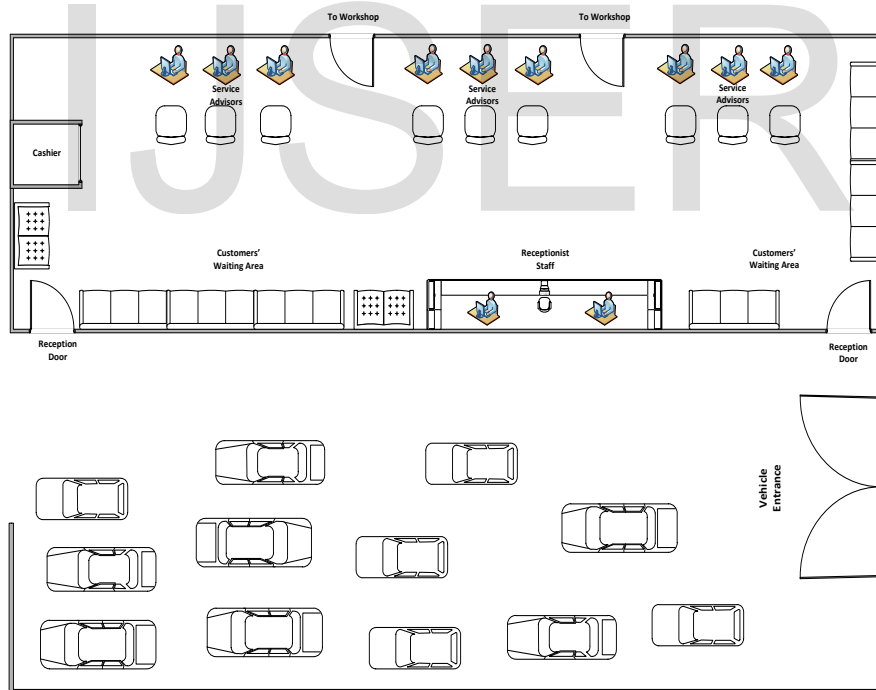 IJSER
To Workshop
To Workshop
Service
Advisors
Service
Advisors
Service
Advisors
Cashier
Customers'
Waiting Area
Receptionist
Staff
Customers'
Waiting Area
Reception
Door
Reception
Door
Vehicle
Entrance